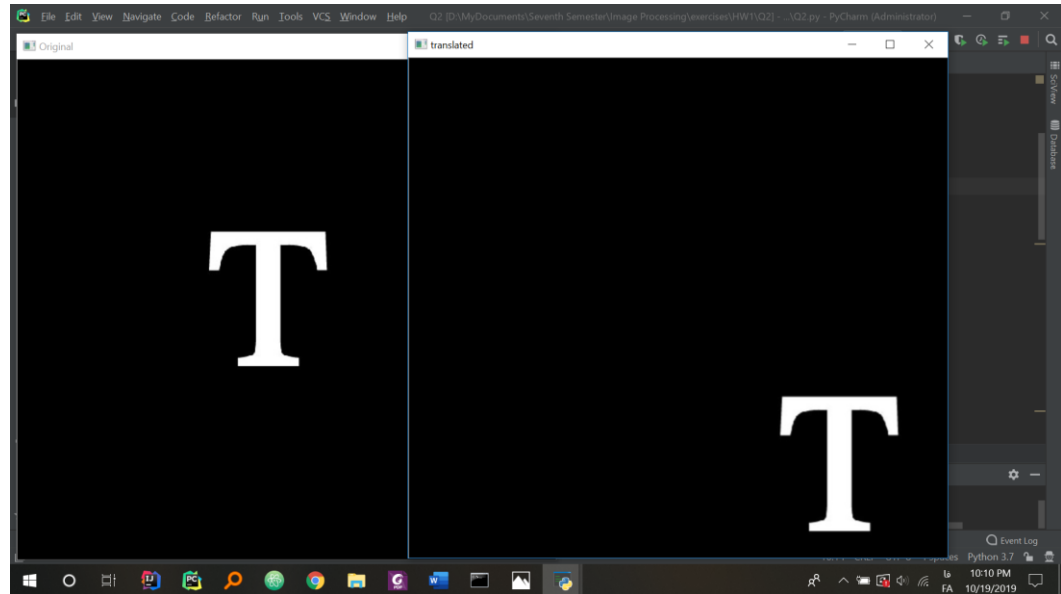 File Edit View Navigate Code Refactor Run Tools VCS Window Help Q2 [D:\MyDocuments\Seventh Semester\Image Processing\exercises\HW1\Q2] - ...\Q2.py - PyCharm (Administrator)
Original
translated
SciView
Database
T
T
Event Log
Python 3.7
فا
FA
10:10 PM
10/19/2019